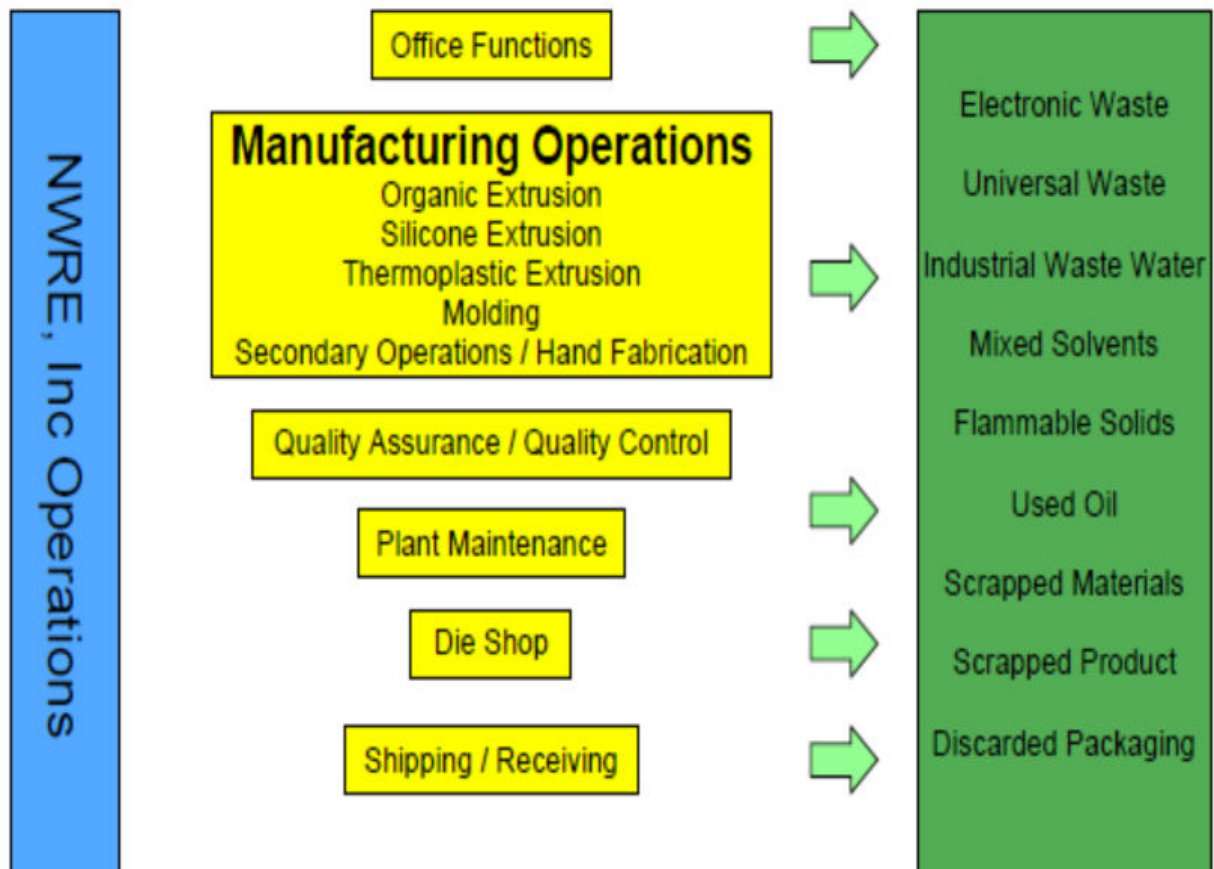 NWRE, Inc Operations
Office Functions
Manufacturing Operations
Organic Extrusion
Silicone Extrusion
Thermoplastic Extrusion
Molding
Secondary Operations / Hand Fabrication
Quality Assurance / Quality Control
Plant Maintenance
Die Shop
Shipping / Receiving
Electronic Waste
Universal Waste
Industrial Waste Water
Mixed Solvents
Flammable Solids
Used Oil
Scrapped Materials
Scrapped Product
Discarded Packaging